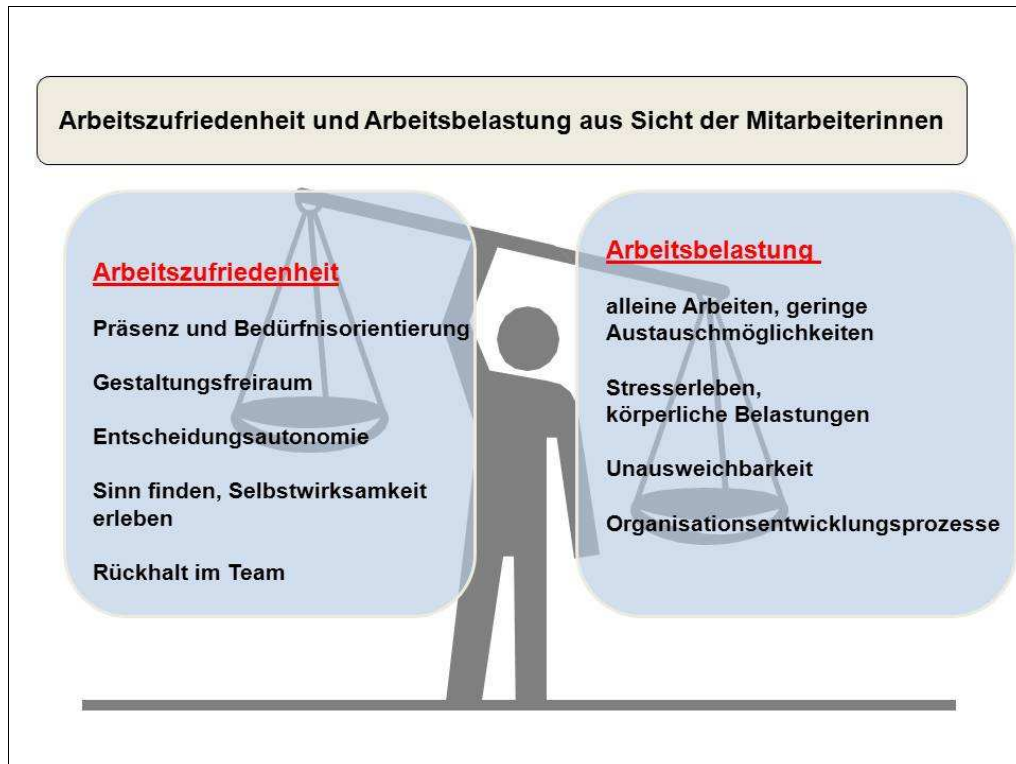 Arbeitszufriedenheit und Arbeitsbelastung aus Sicht der Mitarbeiterinnen
Arbeitszufriedenheit
Präsenz und Bedürfnisorientierung
Gestaltungsfreiraum
Entscheidungsautonomie
Sinn finden, Selbstwirksamkeit
erleben
Rückhalt im Team
Arbeitsbelastung
alleine Arbeiten, geringe
Austauschmöglichkeiten
Stresserleben,
körperliche Belastungen
Unausweichbarkeit
Organisationsentwicklungsprozesse